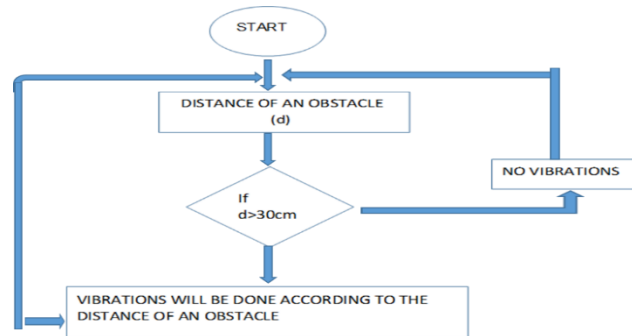 START
DISTANCE OF AN OBSTACLE
(d)
If
d>30cm
NO VIBRATIONS
VIBRATIONS WILL BE DONE ACCORDING TO THE
DISTANCE OF AN OBSTACLE